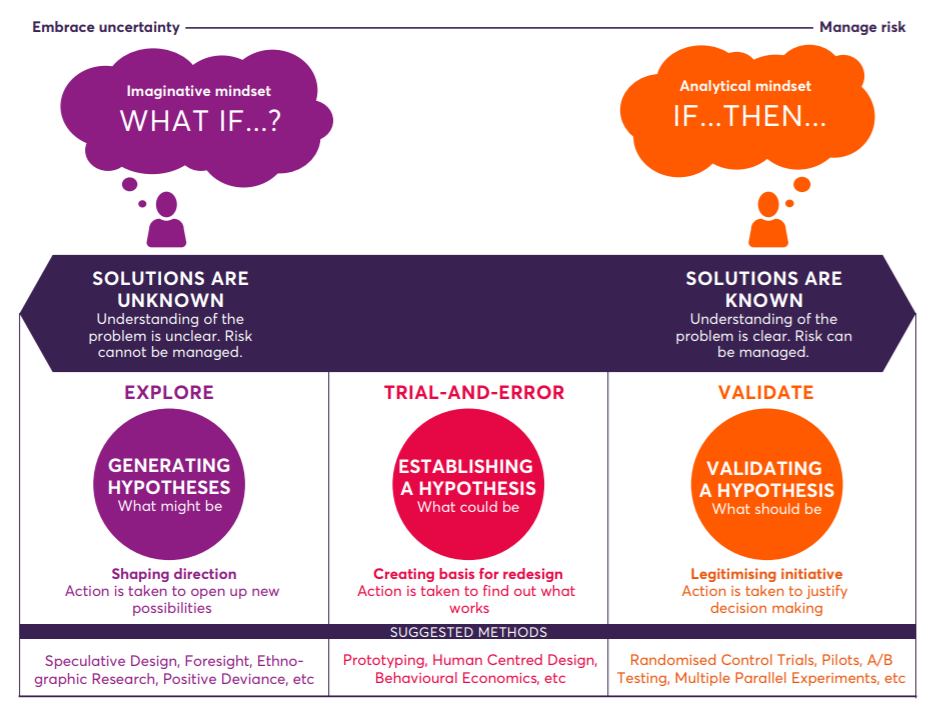 Embrace uncertainty
Manage risk
Imaginative mindset
WHAT IF...?
Analytical mindset
IF...THEN...
SOLUTIONS ARE
UNKNOWN
Understanding of the
problem is unclear. Risk
cannot be managed.
SOLUTIONS ARE
KNOWN
Understanding of the
problem is clear. Risk can
be managed.
EXPLORE
GENERATING
HYPOTHESES
What might be
Shaping direction
Action is taken to open up new
possibilities
TRIAL-AND-ERROR
ESTABLISHING
A HYPOTHESIS
What could be
Creating basis for redesign
Action is taken to find out what
works
VALIDATE
VALIDATING
A HYPOTHESIS
What should be
Legitimising initiative
Action is taken to justify
decision making
SUGGESTED METHODS
Speculative Design, Foresight, Ethno-
graphic Research, Positive Deviance, etc
Prototyping, Human Centred Design,
Behavioural Economics, etc
Randomised Control Trials, Pilots, A/B
Testing, Multiple Parallel Experiments, etc